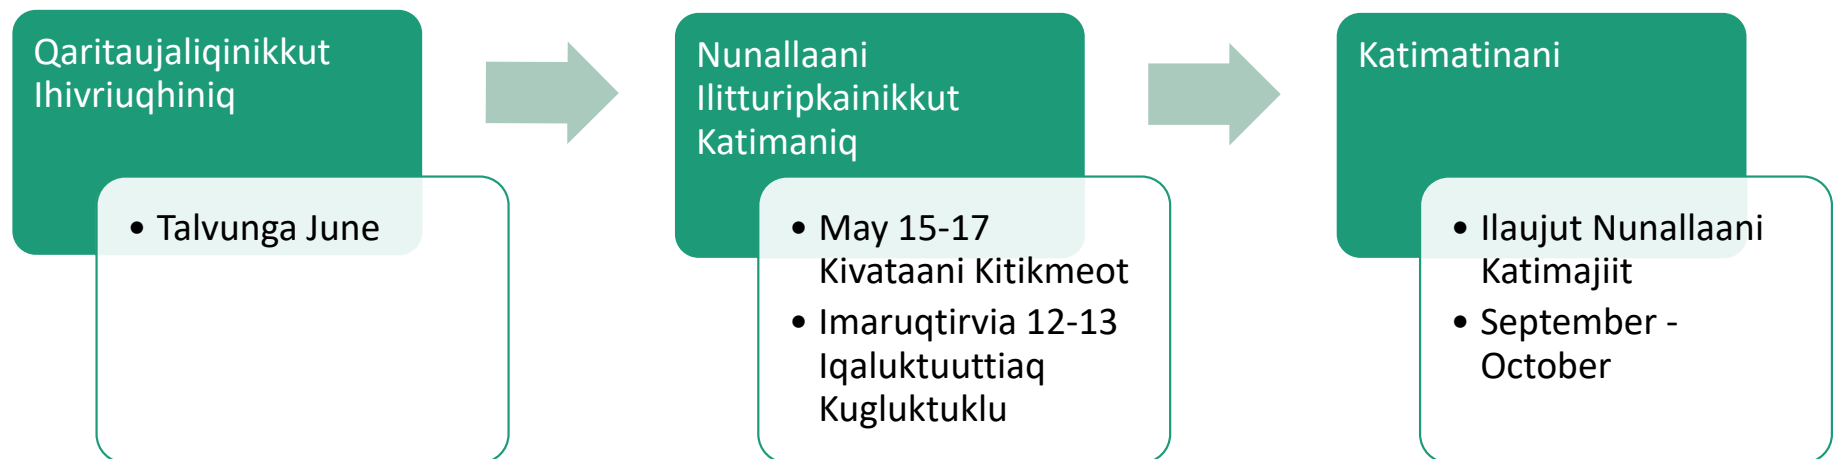 Qaritaujaliqinikkut
Ihivriuqhiniq
• Talvunga June
Nunallaani
Ilitturipkainikkut
Katimaniq
• May 15-17
Kivataani Kitikmeot
• Imaruqtirvia 12-13
Iqaluktuuttiaq
Kugluktuklu
Katimatinani
• Ilaujut Nunallaani
Katimajiit
• September -
October